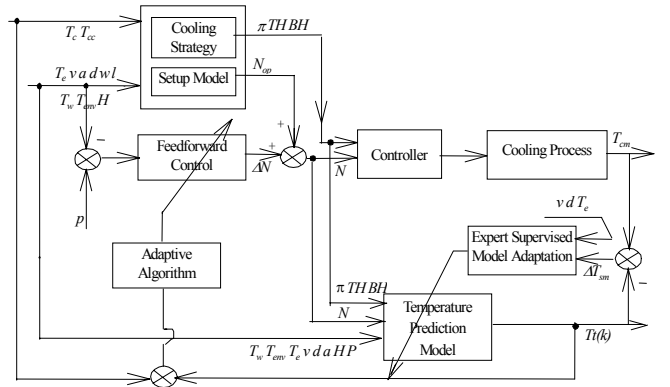 Cooling
Strategy
πTHBH
T_c T_cc
T_e v a d w l
Setup Model
N_op
T_w T_env H
+
−
Feedforward
Control
+
ΔN
N
Controller
Cooling Process
T_cm
p
v d T_e
Adaptive
Algorithm
Expert Supervised
Model Adaptation
ΔT_sm
−
πTHBH
N
Temperature
Prediction
Model
Tt(k)
T_w T_env T_e v d a H P